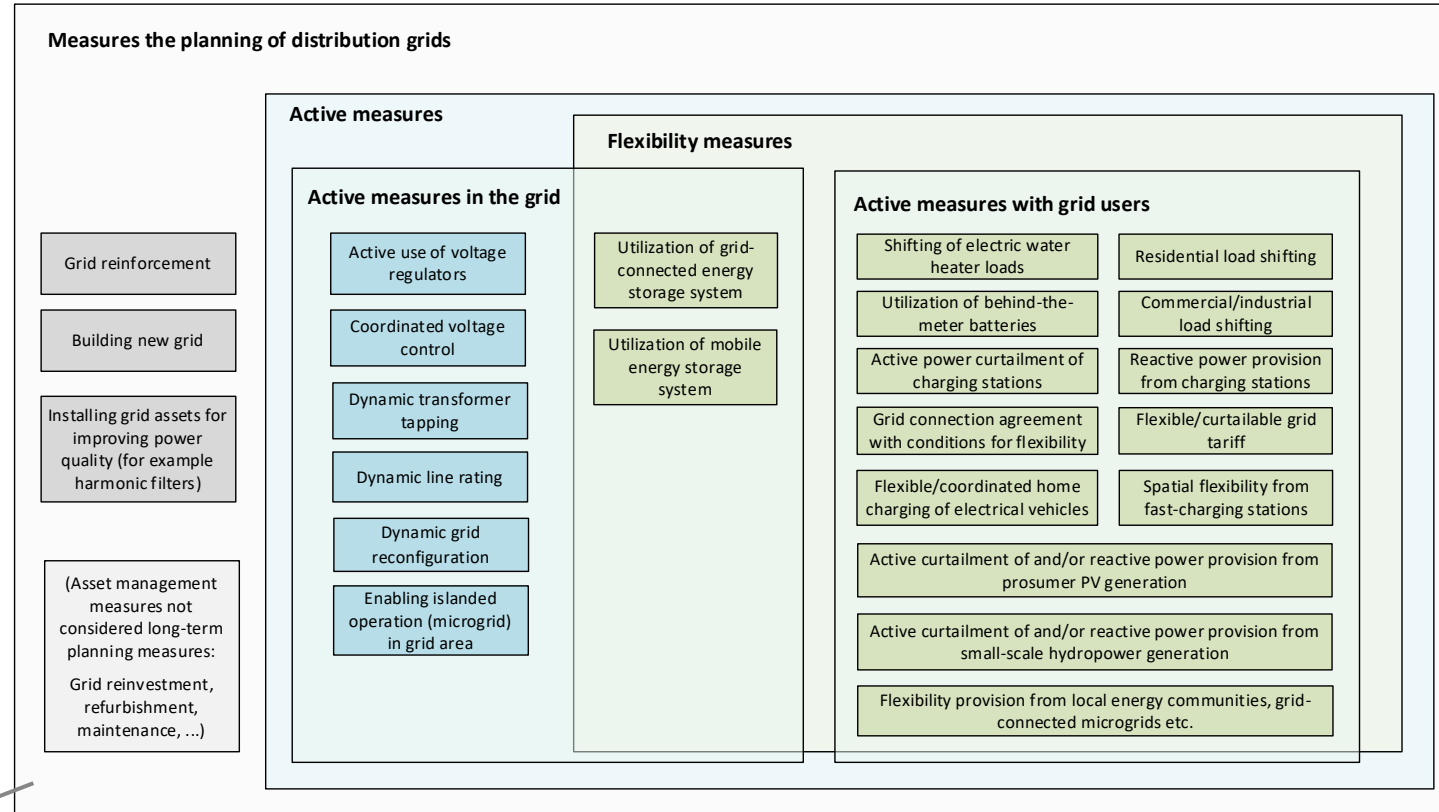 Measures the planning of distribution grids
Active measures
Flexibility measures
Active measures in the grid
Active measures with grid users
Grid reinforcement
Building new grid
Installing grid assets for
improving power
quality (for example
harmonic filters)
(Asset management
measures not
considered long-term
planning measures:
Grid reinvestment,
refurbishment,
maintenance, ...)
Active use of voltage
regulators
Coordinated voltage
control
Dynamic transformer
tapping
Dynamic line rating
Dynamic grid
reconfiguration
Enabling islanded
operation (microgrid)
in grid area
Utilization of grid-
connected energy
storage system
Utilization of mobile
energy storage
system
Shifting of electric water
heater loads
Residential load shifting
Utilization of behind-the-
meter batteries
Commercial/industrial
load shifting
Active power curtailment of
charging stations
Reactive power provision
from charging stations
Grid connection agreement
with conditions for flexibility
Flexible/curtailable grid
tariff
Flexible/coordinated home
charging of electrical vehicles
Spatial flexibility from
fast-charging stations
Active curtailment of and/or reactive power provision from
prosumer PV generation
Active curtailment of and/or reactive power provision from
small-scale hydropower generation
Flexibility provision from local energy communities, grid-
connected microgrids etc.